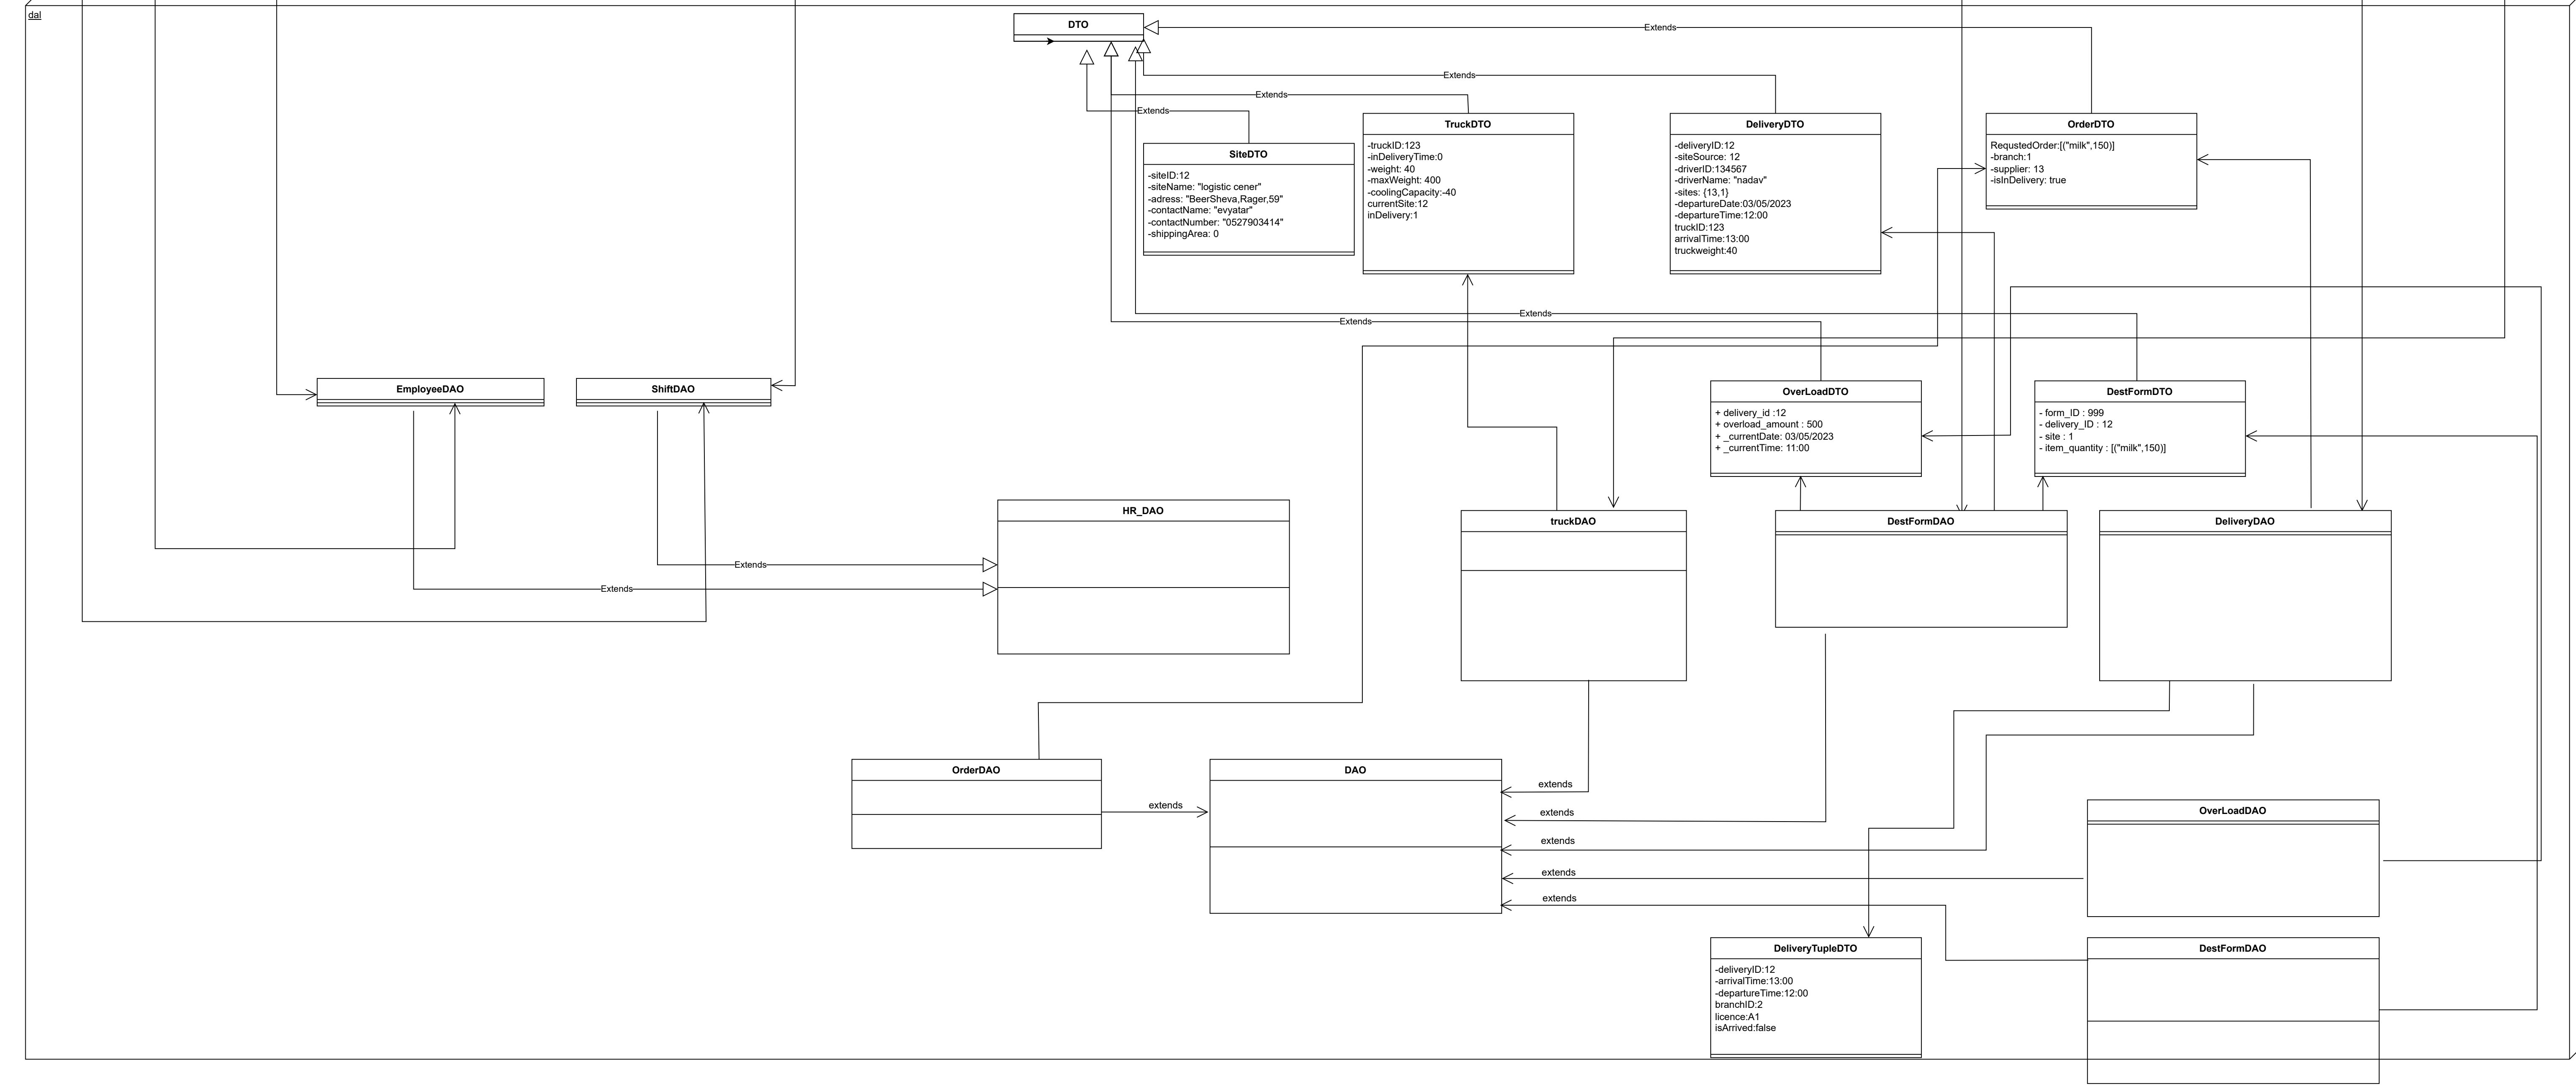 dal
DTO
Extends
Extends
Extends
Extends
SiteDTO
-siteID:12
-siteName: "logistic cener"
-adress: "BeerSheva,Rager,59"
-contactName: "evyatar"
-contactNumber: "0527903414"
-shippingArea: 0
TruckDTO
-truckID:123
-inDeliveryTime:0
-weight: 40
-maxWeight: 400
-coolingCapacity:-40
currentSite:12
inDelivery:1
DeliveryDTO
-deliveryID:12
-siteSource: 12
-driverID:134567
-driverName: "nadav"
-sites: {13,1}
-departureDate:03/05/2023
-departureTime:12:00
truckID:123
arrivalTime:13:00
truckweight:40
OrderDTO
RequstedOrder:[("milk",150)]
-branch:1
-supplier: 13
-isInDelivery: true
Extends
Extends
EmployeeDAO
ShiftDAO
OverLoadDTO
+ delivery_id :12
+ overload_amount : 500
+ _currentDate: 03/05/2023
+ _currentTime: 11:00
DestFormDTO
- form_ID : 999
- delivery_ID : 12
- site : 1
- item_quantity : [("milk",150)]
HR_DAO
truckDAO
DestFormDAO
DeliveryDAO
Extends
Extends
OrderDAO
extends
DAO
extends
extends
extends
extends
extends
OverLoadDAO
DeliveryTupleDTO
-deliveryID:12
-arrivalTime:13:00
-departureTime:12:00
branchID:2
licence:A1
isArrived:false
DestFormDAO